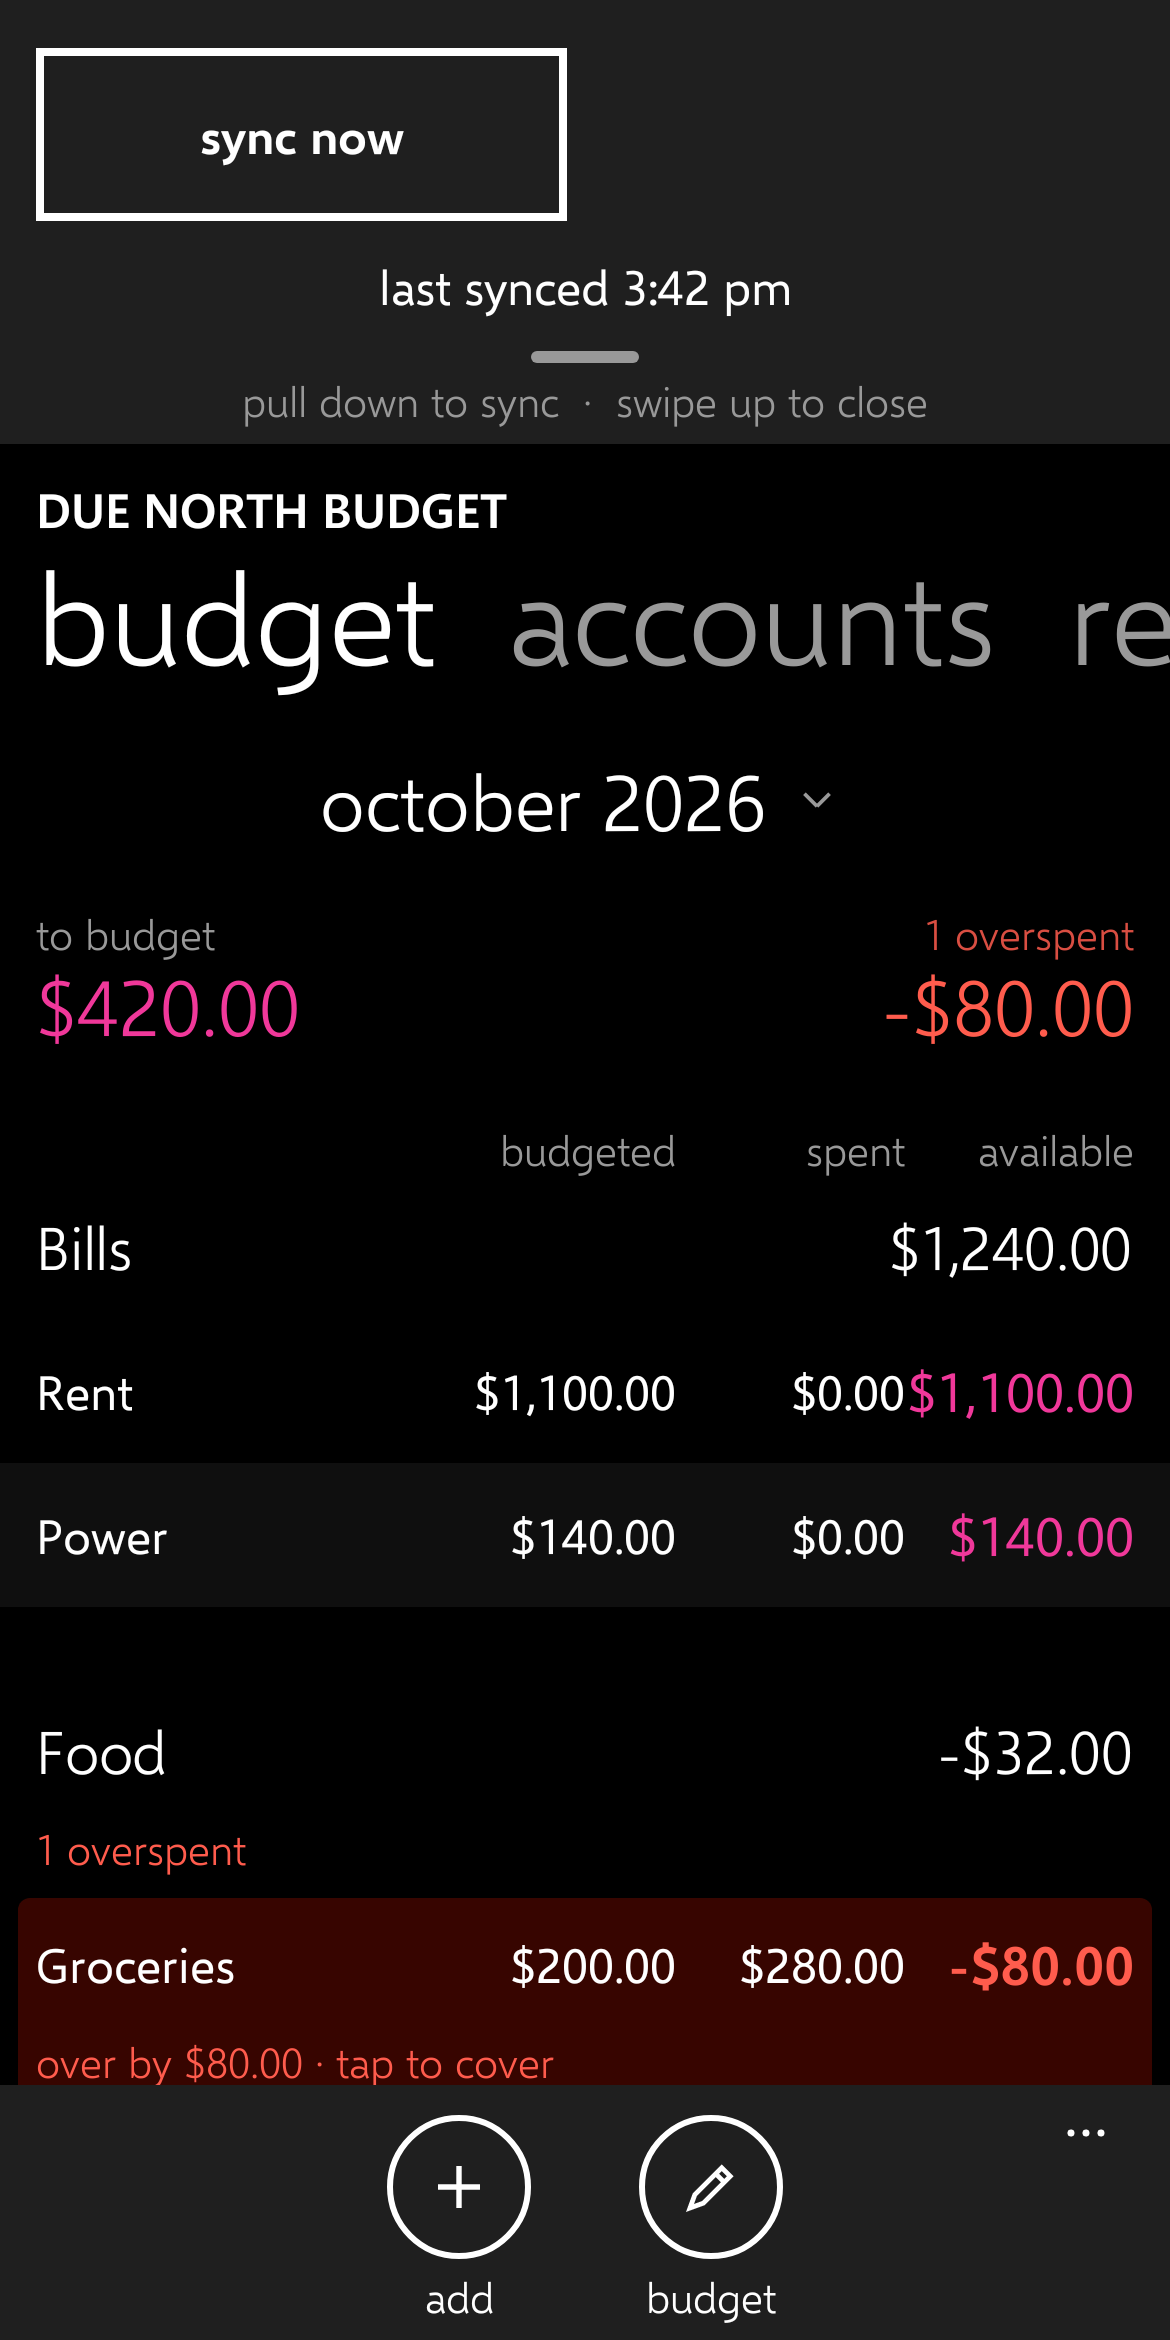 sync now
last synced 3:42 pm
pull down to sync · swipe up to close
DUE NORTH BUDGET
budget accounts re
october 2026
to budget 1 overspent
$420.00 -$80.00
budgeted spent available
Bills $1,240.00
Rent $1,100.00 $0.00 $1,100.00
Power $140.00 $0.00 $140.00
Food -$32.00
1 overspent
Groceries $200.00 $280.00 -$80.00
over by $80.00 · tap to cover
...
add budget